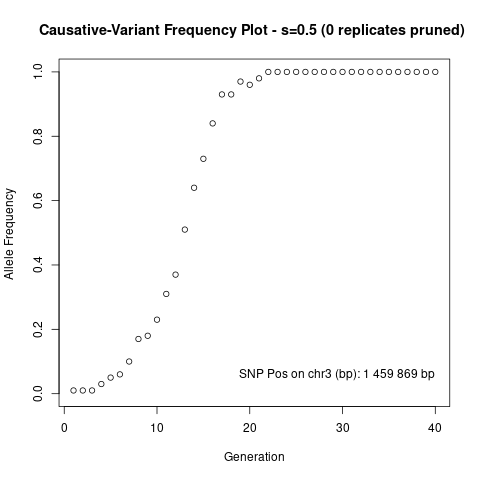 Causative-Variant Frequency Plot - s=0.5 (0 replicates pruned)
Allele Frequency
1.0
0.8
0.6
0.4
0.2
0.0
SNP Pos on chr3 (bp): 1 459 869 bp
0 10 20 30 40
Generation